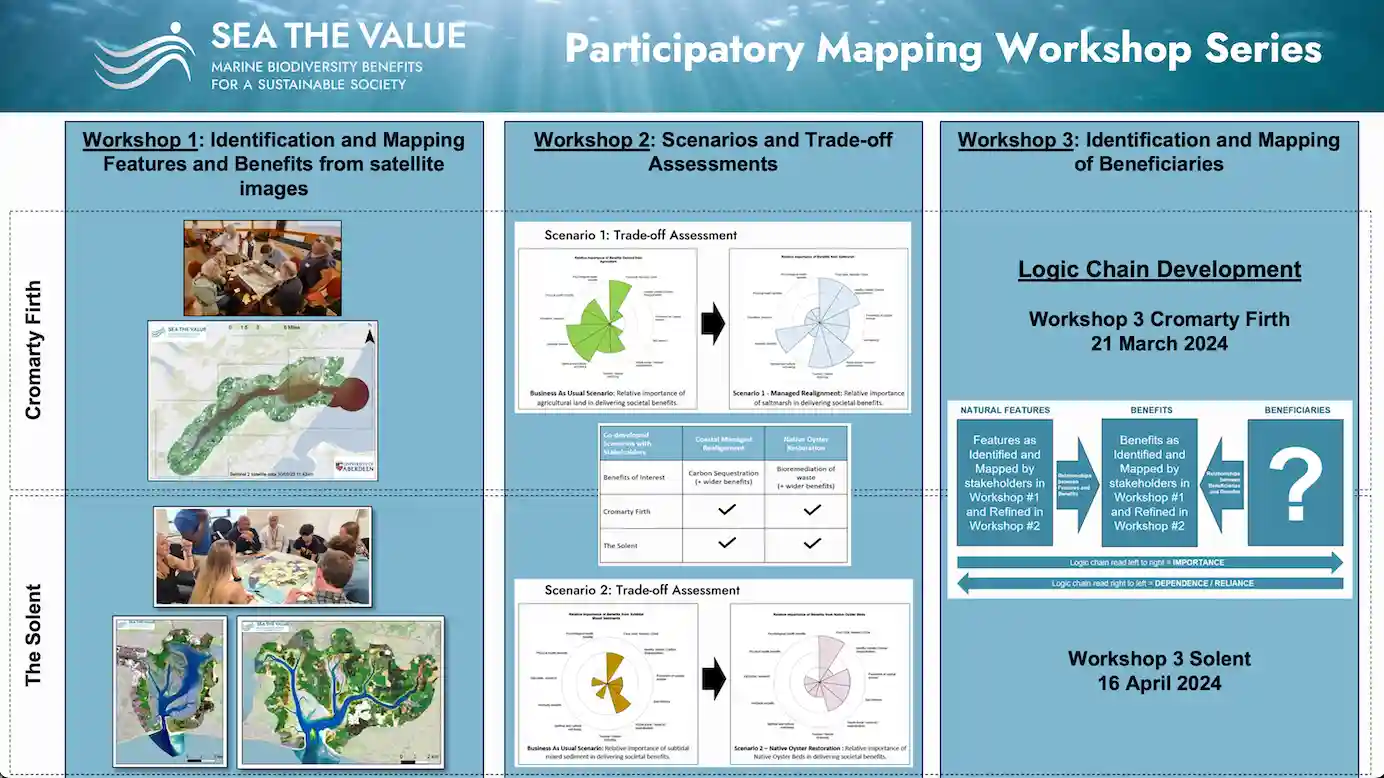 SEA THE VALUE
MARINE BIODIVERSITY BENEFITS
FOR A SUSTAINABLE SOCIETY
Participatory Mapping Workshop Series
Workshop 1: Identification and Mapping
Features and Benefits from satellite
images
Workshop 2: Scenarios and Trade-off
Assessments
Workshop 3: Identification and Mapping
of Beneficiaries
Cromarty Firth
SEA THE VALUE
UNIVERSITY OF
ABERDEEN
Scenario 1: Trade-off Assessment
Business As Usual Scenario: Relative importance of
agricultural land in delivering societal benefits.
Scenario 1 - Managed Realignment: Relative importance
of saltmarsh in delivering societal benefits.
Co-developed
Scenarios with
Stakeholders
Coastal Managed
Realignment
Native Oyster
Restoration
Benefits of Interest
Carbon Sequestration
(+ wider benefits)
Bioremediation of
waste
(+ wider benefits)
Cromarty Firth
The Solent
Logic Chain Development
Workshop 3 Cromarty Firth
21 March 2024
NATURAL FEATURES
BENEFITS
BENEFICIARIES
Features as
Identified and
Mapped by
stakeholders in
Workshop #1
and Refined in
Workshop #2
Relationships
between
Features and
Benefits
Benefits as
Identified and
Mapped by
stakeholders in
Workshop #1
and Refined in
Workshop #2
Relationships
between
Beneficiaries
and Benefits
?
Logic chain read left to right = IMPORTANCE
Logic chain read right to left = DEPENDENCE / RELIANCE
The Solent
Scenario 2: Trade-off Assessment
Business As Usual Scenario: Relative importance of subtidal
mixed sediment in delivering societal benefits.
Scenario 2 – Native Oyster Restoration : Relative importance of
Native Oyster Beds in delivering societal benefits.
Workshop 3 Solent
16 April 2024